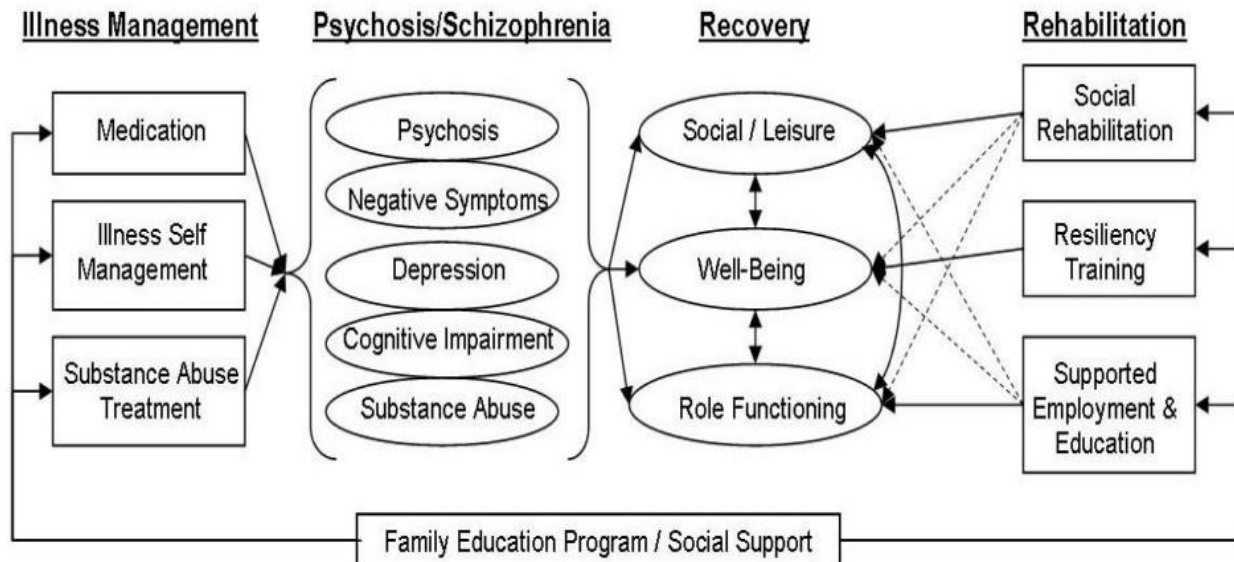 Illness Management
Psychosis/Schizophrenia
Recovery
Rehabilitation
Medication
Illness Self
Management
Substance Abuse
Treatment
Psychosis
Negative Symptoms
Depression
Cognitive Impairment
Substance Abuse
Social / Leisure
Well-Being
Role Functioning
Social
Rehabilitation
Resiliency
Training
Supported
Employment &
Education
Family Education Program / Social Support